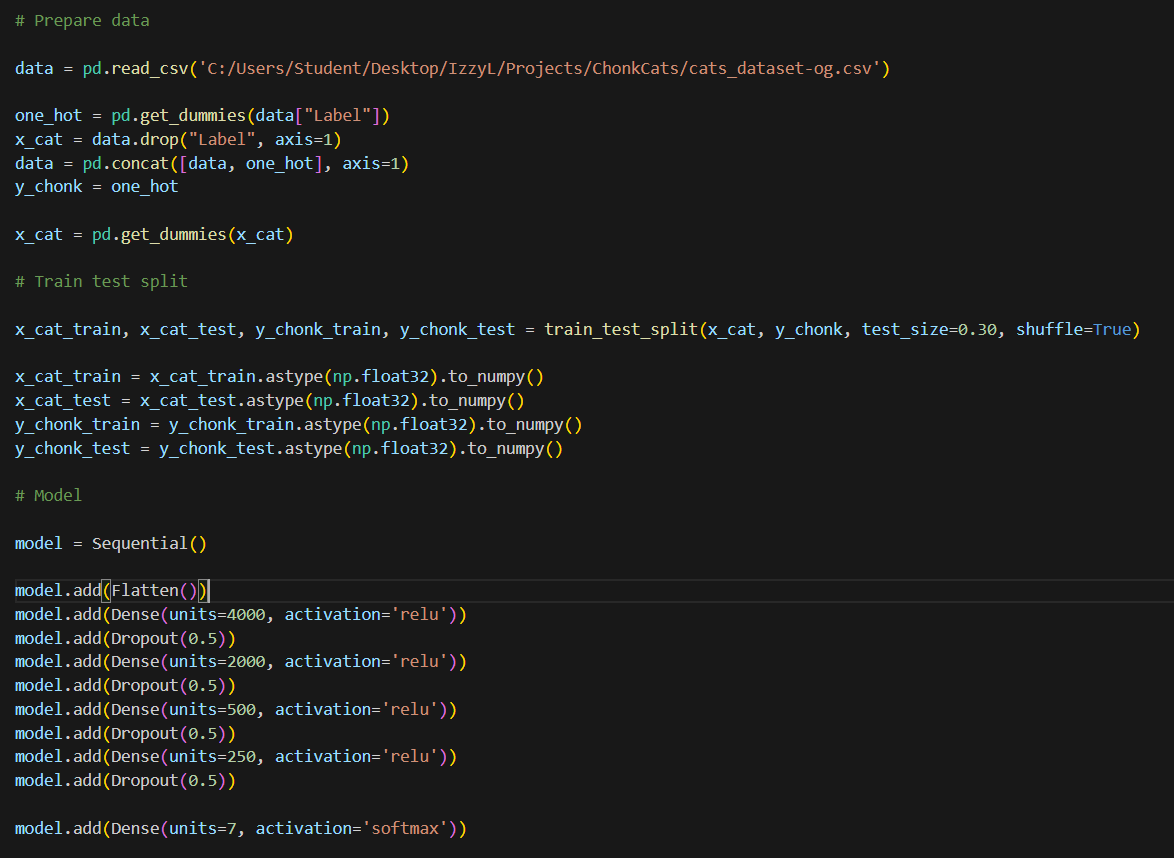 # Prepare data
data = pd.read_csv('C:/Users/Student/Desktop/IzzyL/Projects/ChonkCats/cats_dataset-og.csv')
one_hot = pd.get_dummies(data["Label"])
x_cat = data.drop("Label", axis=1)
data = pd.concat([data, one_hot], axis=1)
y_chonk = one_hot
x_cat = pd.get_dummies(x_cat)
# Train test split
x_cat_train, x_cat_test, y_chonk_train, y_chonk_test = train_test_split(x_cat, y_chonk, test_size=0.30, shuffle=True)
x_cat_train = x_cat_train.astype(np.float32).to_numpy()
x_cat_test = x_cat_test.astype(np.float32).to_numpy()
y_chonk_train = y_chonk_train.astype(np.float32).to_numpy()
y_chonk_test = y_chonk_test.astype(np.float32).to_numpy()
# Model
model = Sequential()
model.add(Flatten())
model.add(Dense(units=4000, activation='relu'))
model.add(Dropout(0.5))
model.add(Dense(units=2000, activation='relu'))
model.add(Dropout(0.5))
model.add(Dense(units=500, activation='relu'))
model.add(Dropout(0.5))
model.add(Dense(units=250, activation='relu'))
model.add(Dropout(0.5))
model.add(Dense(units=7, activation='softmax'))